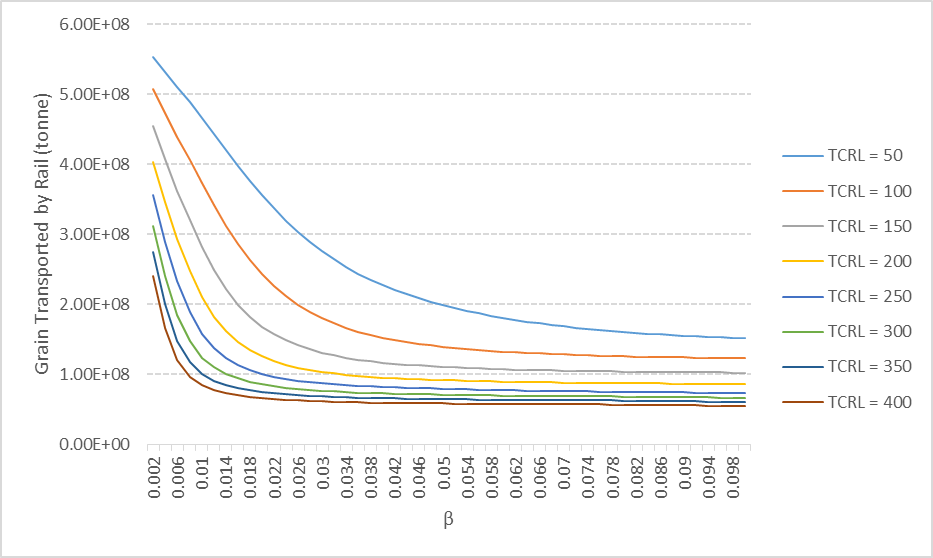 6.00E+08
5.00E+08
4.00E+08
3.00E+08
2.00E+08
1.00E+08
0.00E+00
Grain Transported by Rail (tonne)
0.002
0.006
0.01
0.014
0.018
0.022
0.026
0.03
0.034
0.038
0.042
0.046
0.05
0.054
0.058
0.062
0.066
0.07
0.074
0.078
0.082
0.086
0.09
0.094
0.098
β
TCRL = 50
TCRL = 100
TCRL = 150
TCRL = 200
TCRL = 250
TCRL = 300
TCRL = 350
TCRL = 400